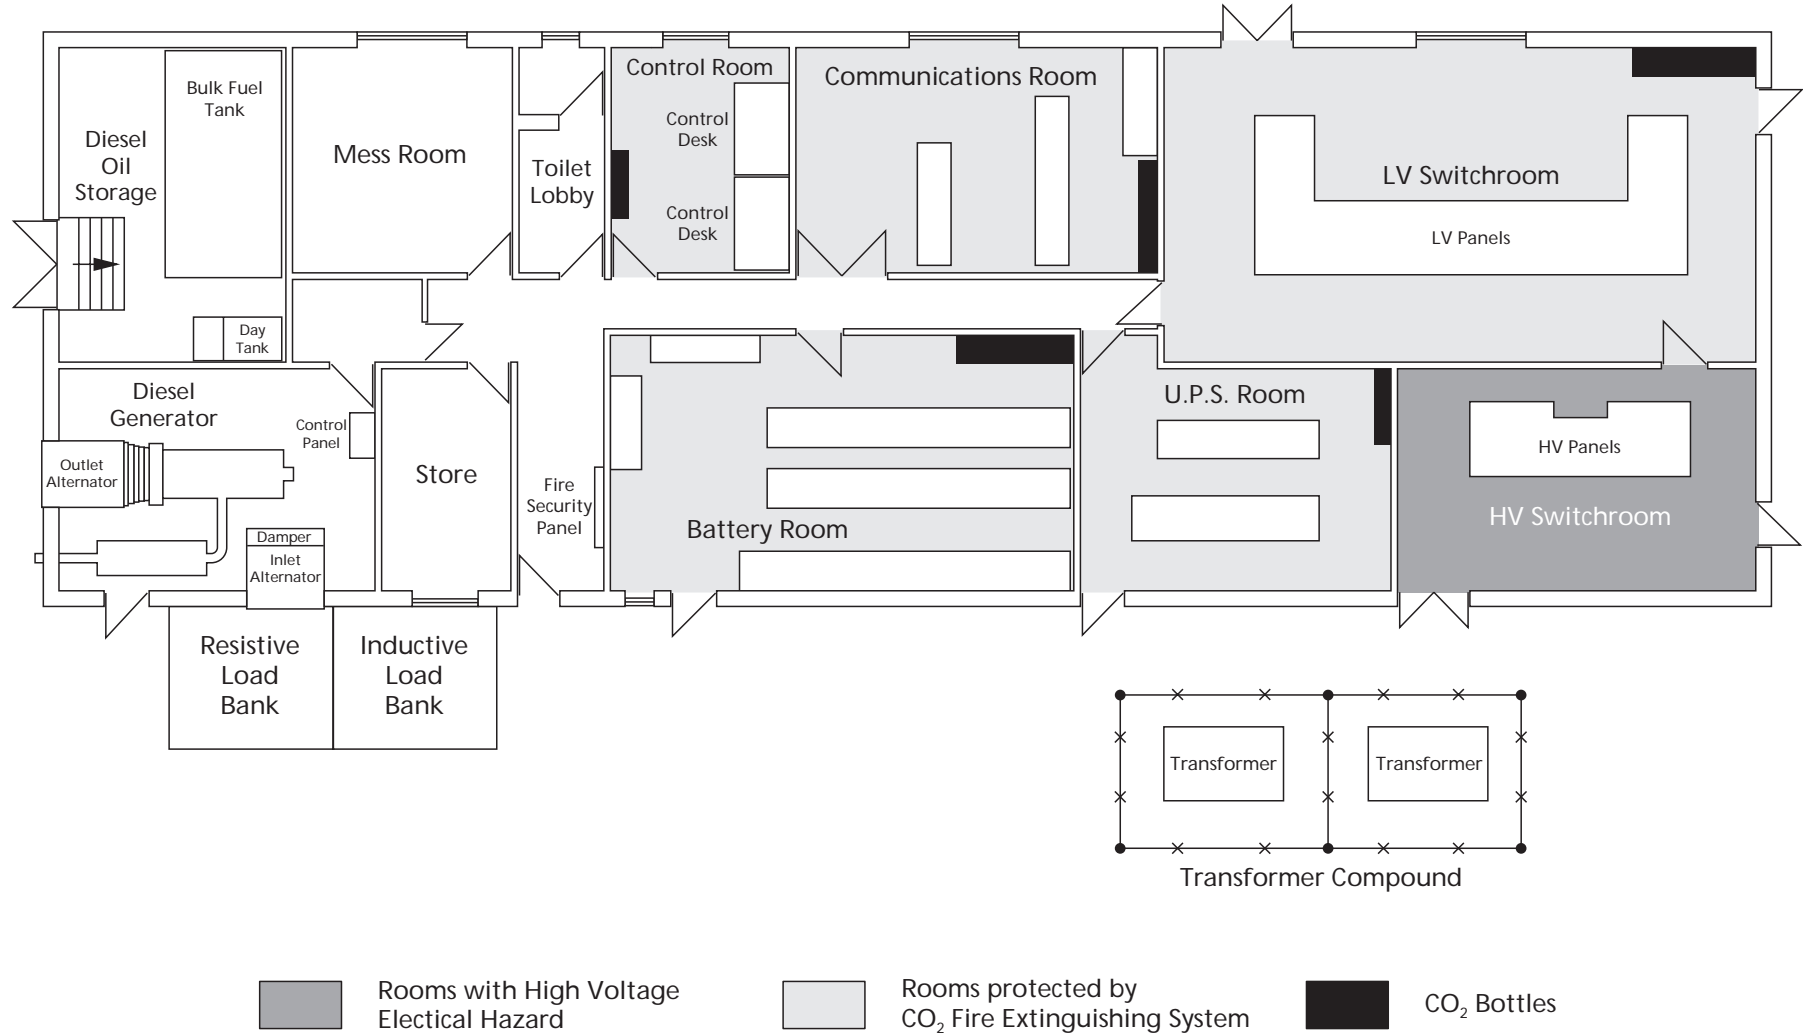 Control Room
Communications Room
Bulk Fuel
Tank
Diesel
Oil
Storage
Mess Room
Toilet
Lobby
Control
Desk
Control
Desk
LV Switchroom
LV Panels
Day
Tank
Diesel
Generator
Control
Panel
Outlet
Alternator
Store
Fire
Security
Panel
Damper
Inlet
Alternator
Battery Room
U.P.S. Room
HV Panels
HV Switchroom
Resistive
Load
Bank
Inductive
Load
Bank
Transformer
Transformer
Transformer Compound
Rooms with High Voltage
Electical Hazard
Rooms protected by
CO₂ Fire Extinguishing System
CO₂ Bottles